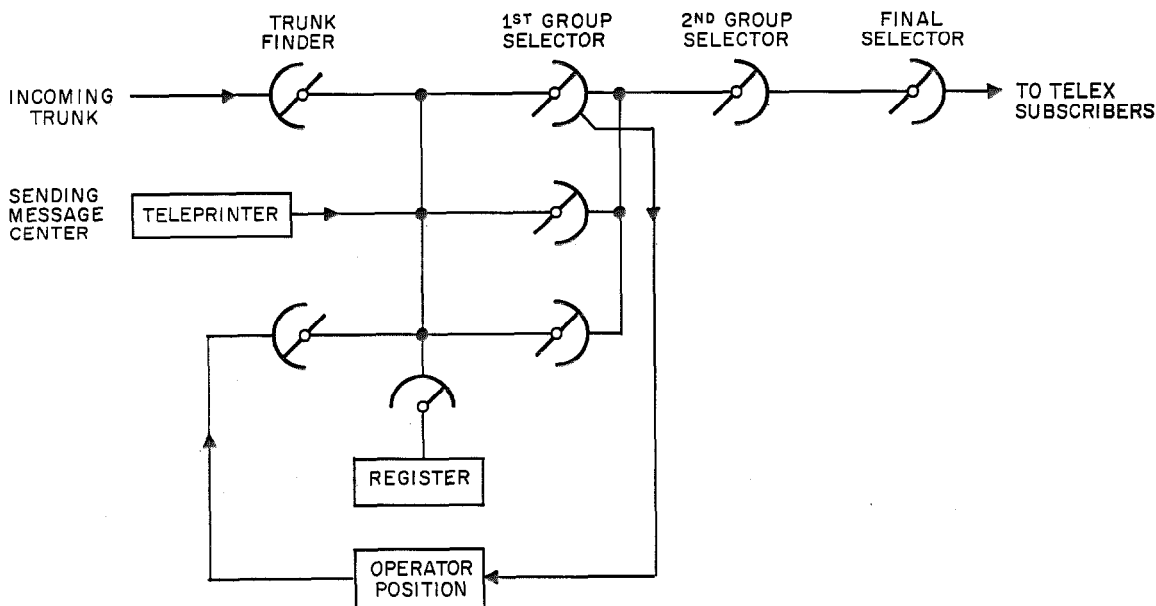 TRUNK
FINDER
1ST GROUP
SELECTOR
2ND GROUP
SELECTOR
FINAL
SELECTOR
INCOMING
TRUNK
TO TELEX
SUBSCRIBERS
SENDING
MESSAGE
CENTER
TELEPRINTER
REGISTER
OPERATOR
POSITION